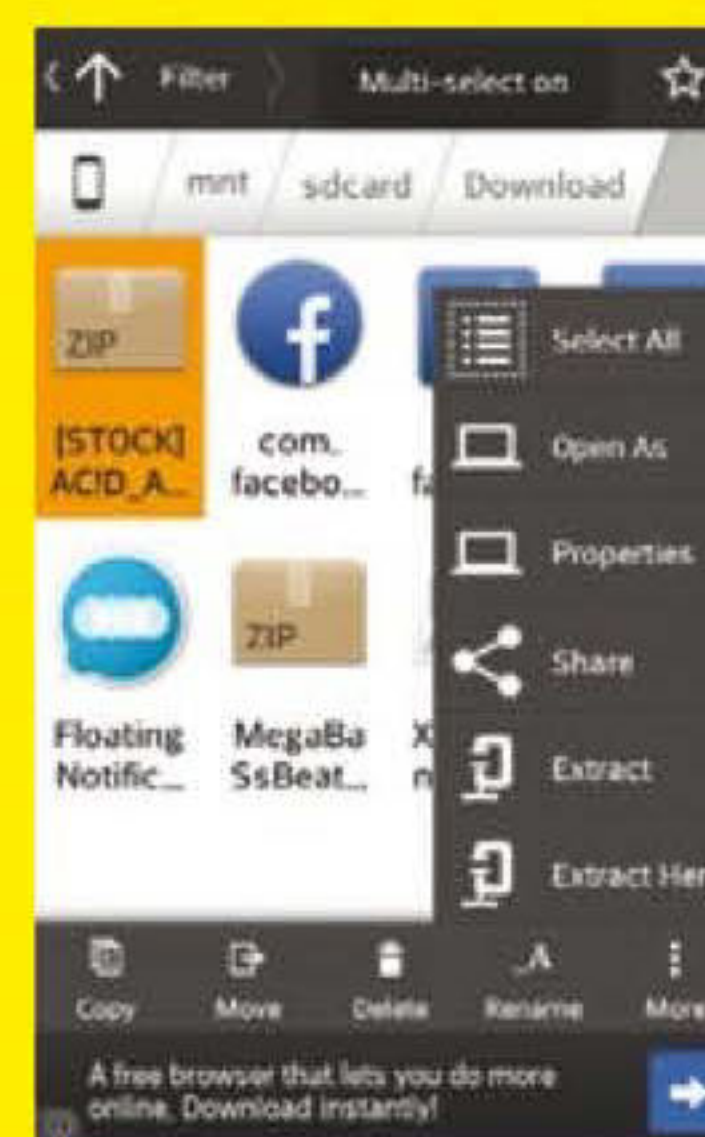 Filter
Multi-select on
mnt
sdcard
Download
ZIP
[STOCK]
ACID_A...
f
com.
facebo...
Select All
Open As
Properties
Share
Extract
Extract Her
ZIP
Floating
Notific...
MegaBa
SsBeat...
X
n
Copy
Move
Delete
_A
Rename
More
A free browser that lets you do more
online. Download instantly!